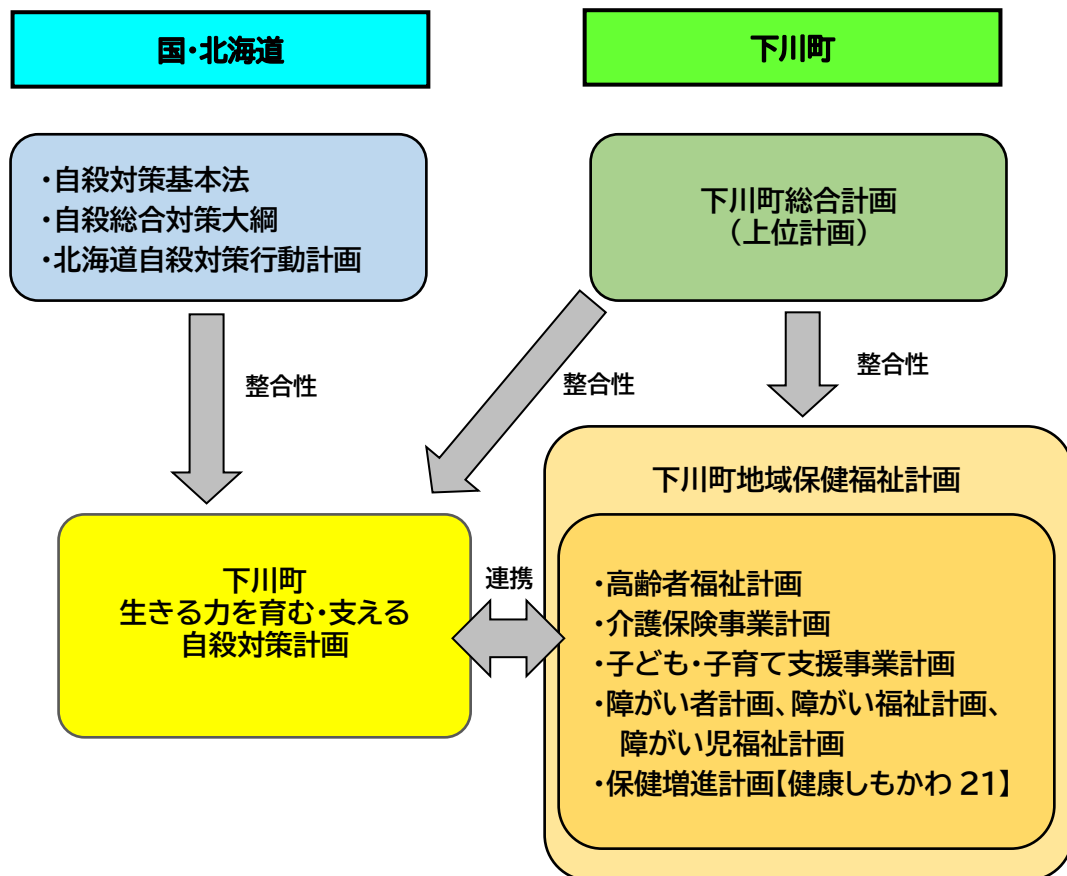 国・北海道
下川町
・自殺対策基本法
・自殺総合対策大綱
・北海道自殺対策行動計画
下川町総合計画
（上位計画）
整合性
整合性
整合性
下川町地域保健福祉計画
下川町
生きる力を育む・支える
自殺対策計画
連携
・高齢者福祉計画
・介護保険事業計画
・子ども・子育て支援事業計画
・障がい者計画、障がい福祉計画、
障がい児福祉計画
・保健増進計画【健康しもかわ 21】